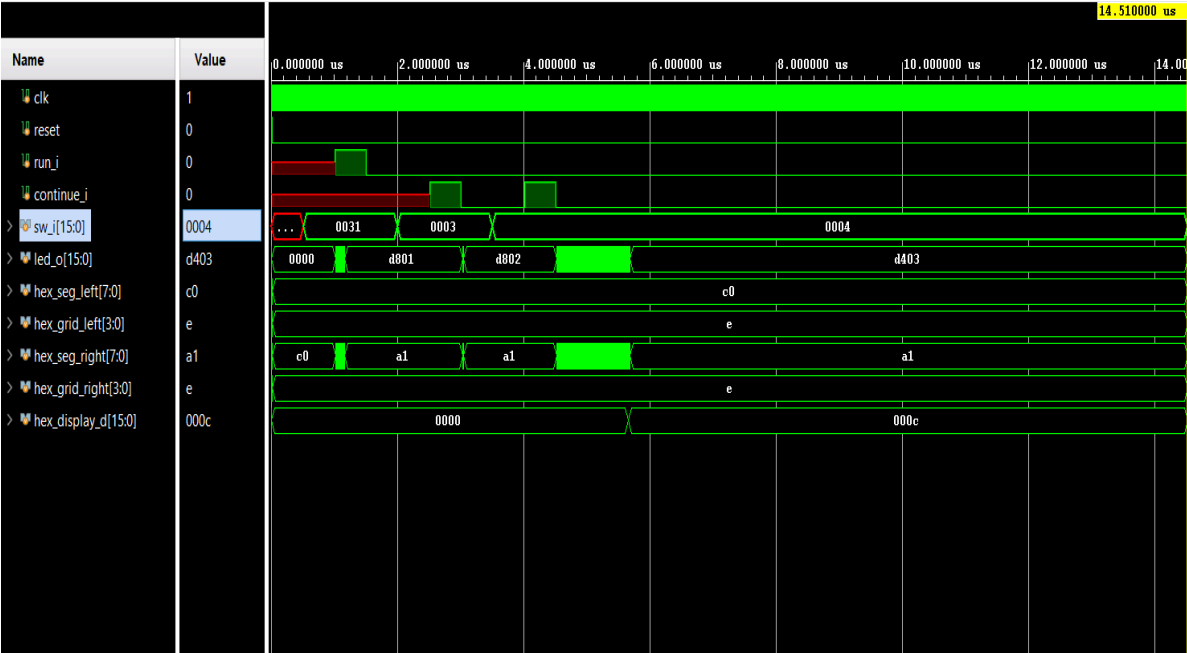 14.510000 us
Name Value
0.000000 us 2.000000 us 4.000000 us 6.000000 us 8.000000 us 10.000000 us 12.000000 us 14.00
clk 1
reset 0
run_i 0
continue_i 0
sw_i[15:0] 0004 ... 0031 0003 0004
led_o[15:0] d403 0000 d801 d802 d403
hex_seg_left[7:0] c0 c0
hex_grid_left[3:0] e e
hex_seg_right[7:0] a1 c0 a1 a1 a1
hex_grid_right[3:0] e e
hex_display_d[15:0] 000c 0000 000c